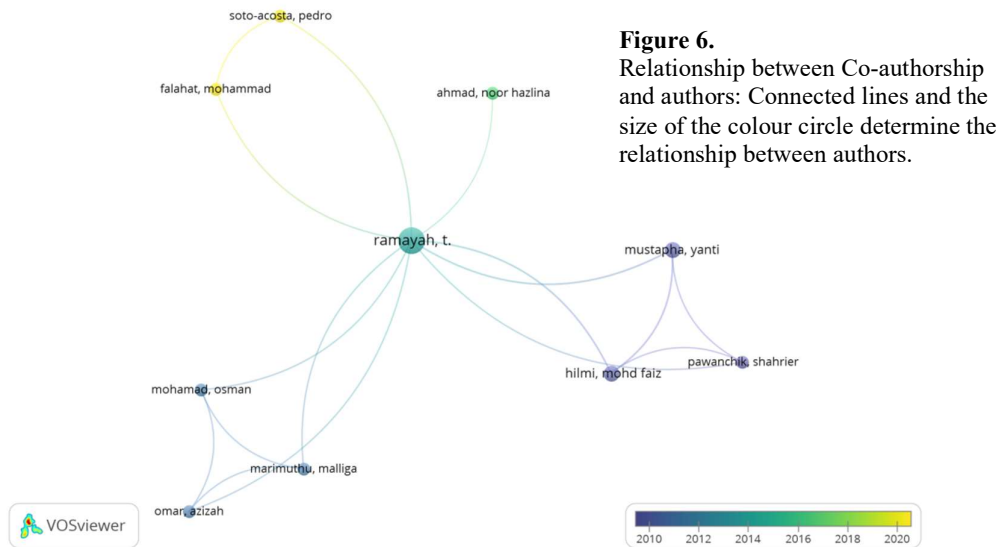 soto-acosta, pedro
Figure 6.
Relationship between Co-authorship
and authors: Connected lines and the
size of the colour circle determine the
relationship between authors.
falahat, mohammad
ahmad, noor hazlina
ramayah, t.
mustapha, yanti
pawanchik, shahrier
hilmi, mohd faiz
mohamad, osman
marimuthu, malliga
omar, azizah
VOSviewer
2010 2012 2014 2016 2018 2020